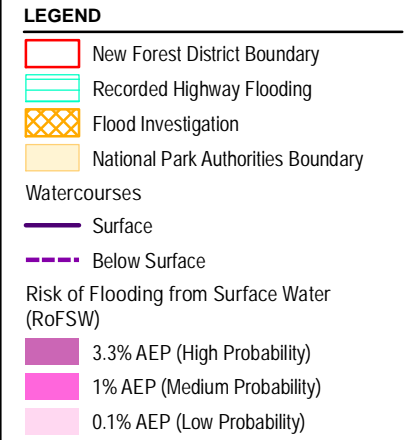 LEGEND
New Forest District Boundary
Recorded Highway Flooding
Flood Investigation
National Park Authorities Boundary
Watercourses
Surface
Below Surface
Risk of Flooding from Surface Water
(RoFSW)
3.3% AEP (High Probability)
1% AEP (Medium Probability)
0.1% AEP (Low Probability)